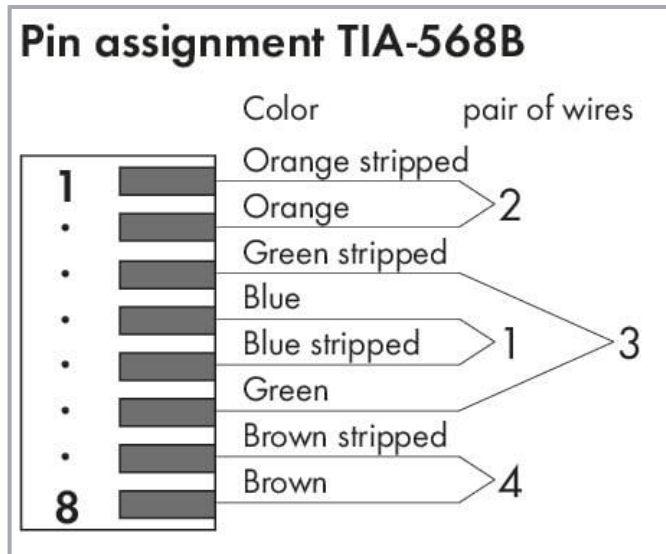 Pin assignment TIA-568B
Color pair of wires
Orange stripped
1
Orange
2
Green stripped
Blue
Blue stripped
1
3
Green
Brown stripped
Brown
4
8